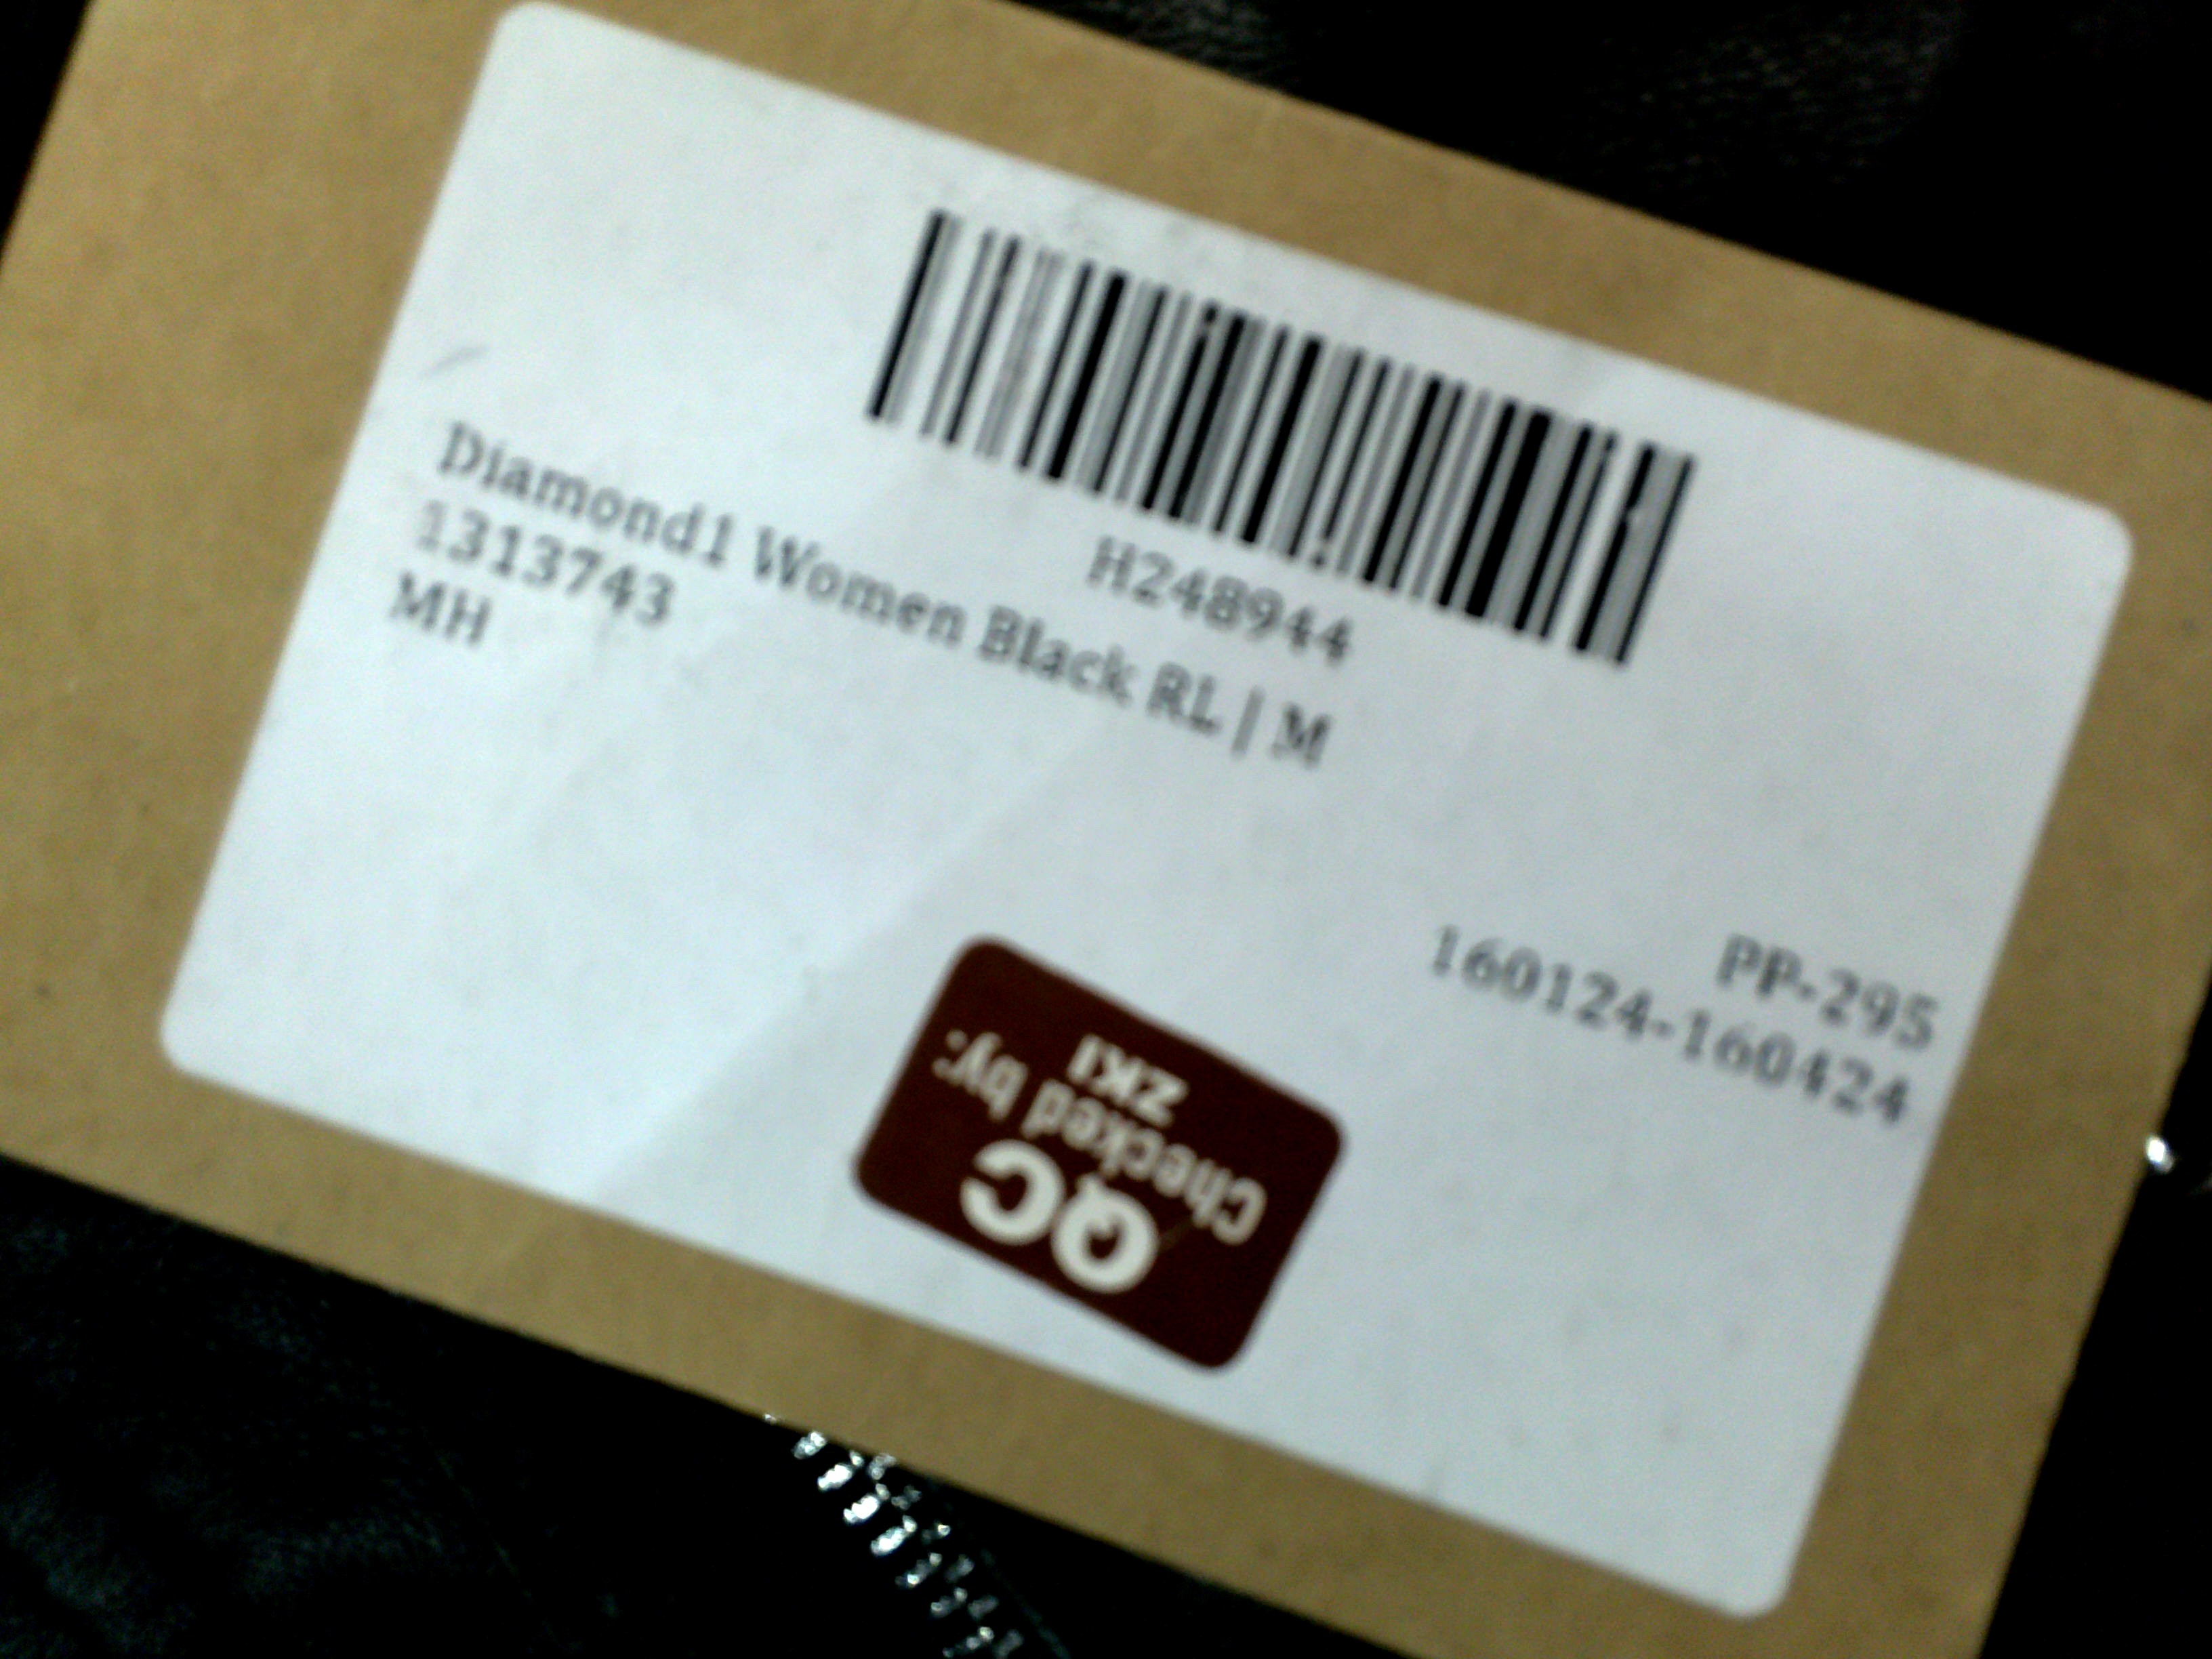 H248944
Diamond1 Women Black RL | M
1313743
MH
PP-295
160124-160424
QC
Checked by:
ZKI